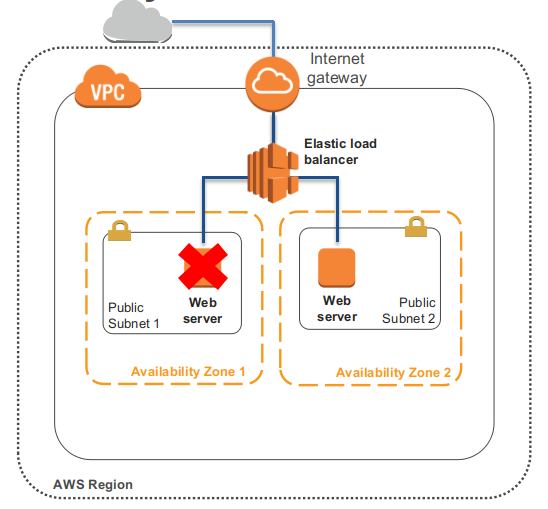 Internet
gateway
VPC
Elastic load
balancer
Public
Subnet 1
Web
server
Web
server
Public
Subnet 2
Availability Zone 1
Availability Zone 2
AWS Region